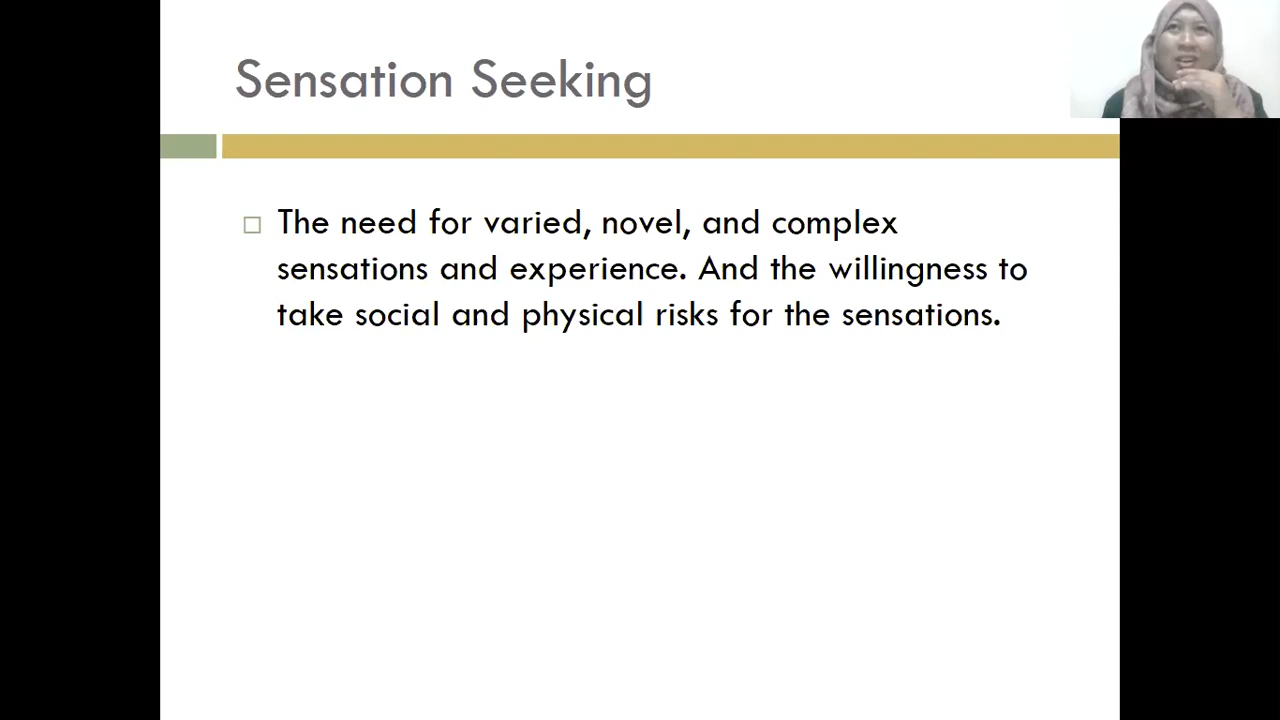 Sensation Seeking
The need for varied, novel, and complex
sensations and experience. And the willingness to
take social and physical risks for the sensations.